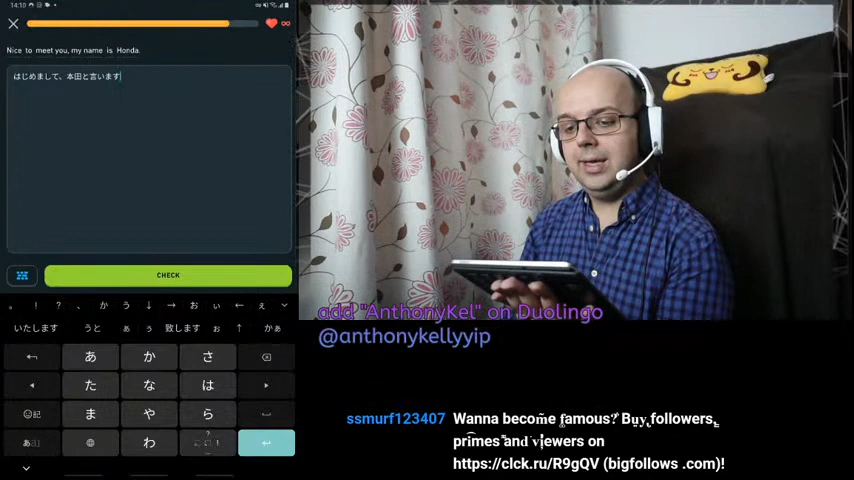 14:10
Nice to meet you, my name is Honda.
はじめまして、本田と言います
CHECK
。 ! ? 、 か う ↓ → お ぃ ← ぇ
いたします うと ぁ ぅ 致します ぉ ↑ かぁ
あ か さ
た な は
☺記 ま や ら
わ 、。?!
add "AnthonyKel" on Duolingo
@anthonykellyyip
ssmurf123407 Wanna become famous? Buy followers,
primes and viewers on
https://clck.ru/R9gQV (bigfollows .com)!